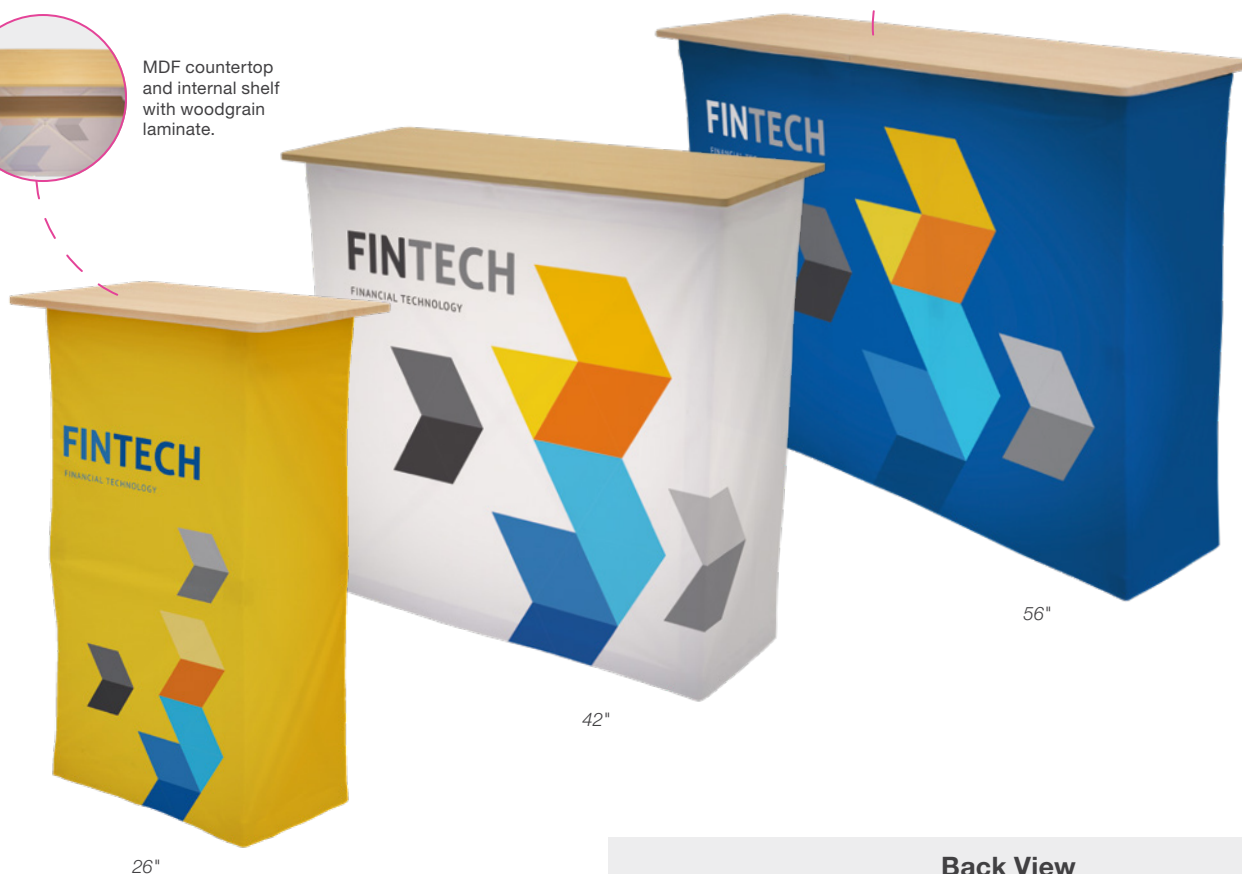 MDF countertop
and internal shelf
with woodgrain
laminate.
FINTECH
FINANCIAL
FINTECH
FINANCIAL TECHNOLOGY
FINTECH
FINANCIAL TECHNOLOGY
56"
42"
26"
Back View